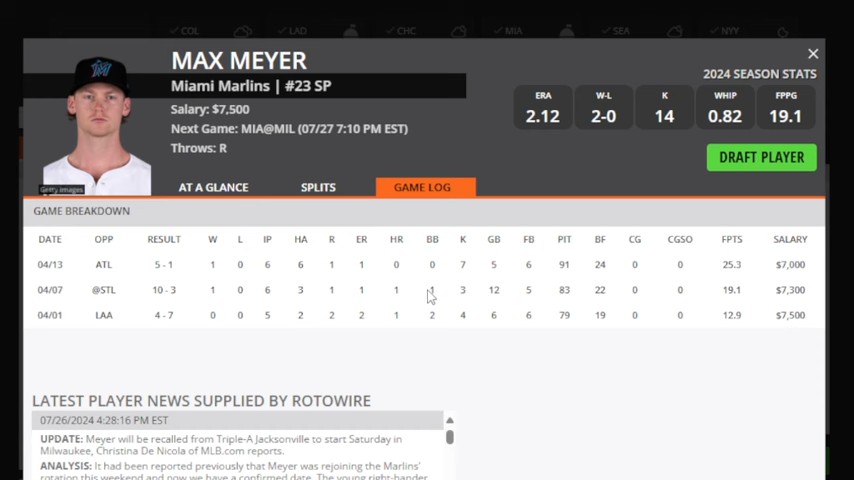 COL LAD CHC MIA SEA NYY
MAX MEYER
Miami Marlins | #23 SP
Salary: $7,500
Next Game: MIA@MIL (07/27 7:10 PM EST)
Throws: R
Getty Images
2024 SEASON STATS
ERA W-L K WHIP FPPG
2.12 2-0 14 0.82 19.1
DRAFT PLAYER
AT A GLANCE SPLITS GAME LOG
GAME BREAKDOWN
DATE OPP RESULT W L IP HA R ER HR BB K GB FB PIT BF CG CGSO FPTS SALARY
04/13 ATL 5 - 1 1 0 6 6 1 1 0 0 7 5 6 91 24 0 0 25.3 $7,000
04/07 @STL 10 - 3 1 0 6 3 1 1 1 1 3 12 5 83 22 0 0 19.1 $7,300
04/01 LAA 4 - 7 0 0 5 2 2 2 1 2 4 6 6 79 19 0 0 12.9 $7,500
LATEST PLAYER NEWS SUPPLIED BY ROTOWIRE
07/26/2024 4:28:16 PM EST
UPDATE: Meyer will be recalled from Triple-A Jacksonville to start Saturday in
Milwaukee, Christina De Nicola of MLB.com reports.
ANALYSIS: It had been reported previously that Meyer was rejoining the Marlins'
rotation this weekend and now we have a confirmed date. The young right-hander